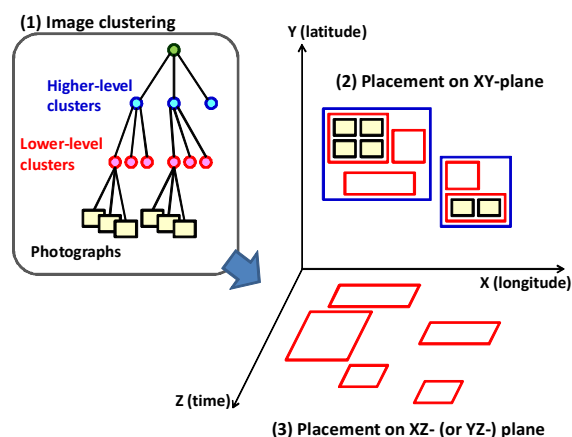 (1) Image clustering
Higher-level
clusters
Lower-level
clusters
Photographs
Y (latitude)
(2) Placement on XY-plane
X (longitude)
Z (time)
(3) Placement on XZ- (or YZ-) plane